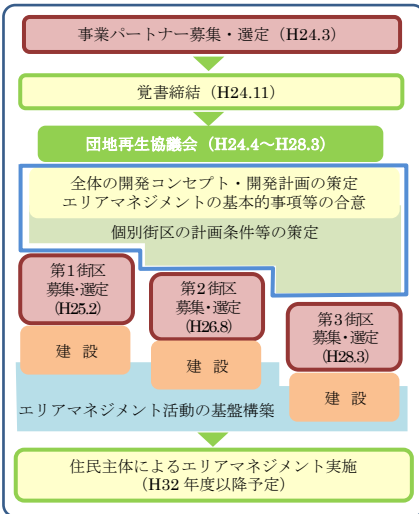 事業パートナー募集・選定（H24.3）
覚書締結（H24.11）
団地再生協議会（H24.4～H28.3）
全体の開発コンセプト・開発計画の策定
エリアマネジメントの基本的事項等の合意
個別街区の計画条件等の策定
第1街区
募集・選定
(H25.2)
建 設
第2街区
募集・選定
(H26.8)
建 設
第3街区
募集・選定
(H28.3)
建 設
エリアマネジメント活動の基盤構築
住民主体によるエリアマネジメント実施
（H32 年度以降予定）